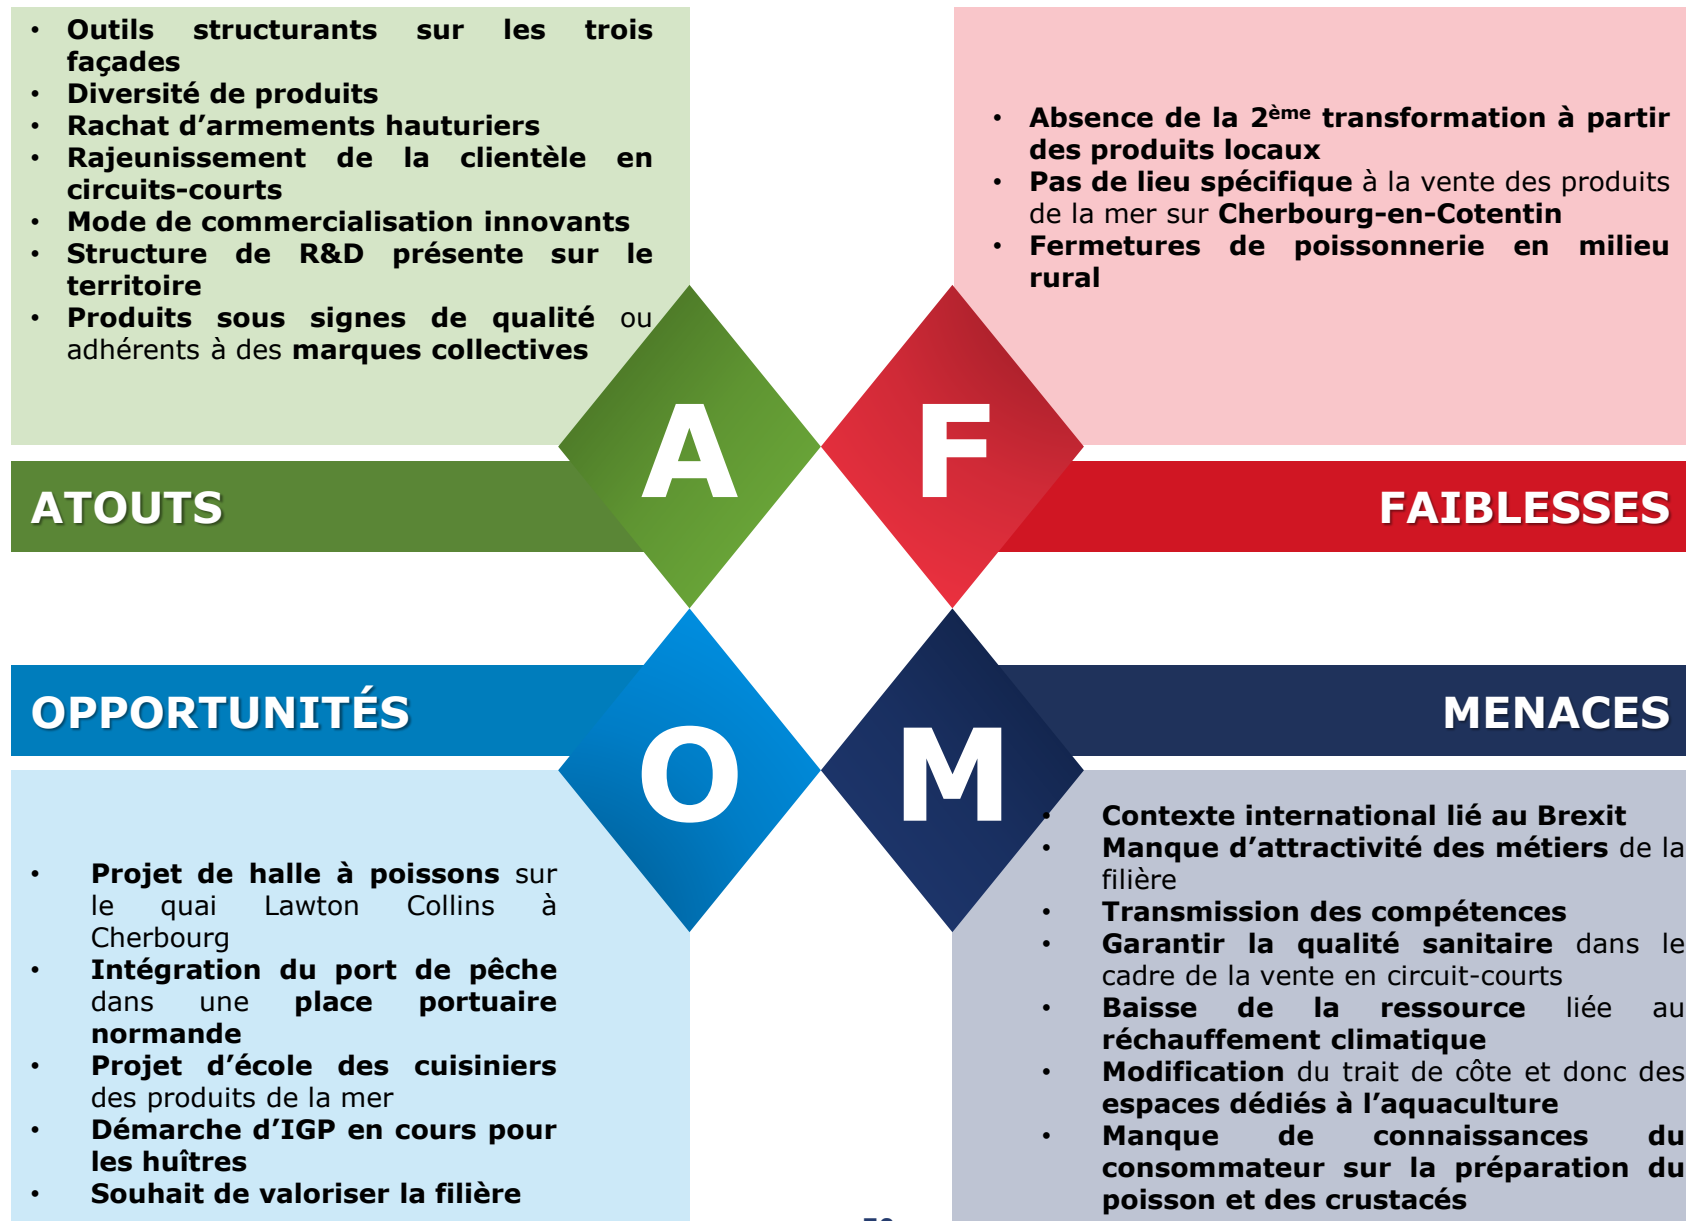 • Outils structurants sur les trois
façades
• Diversité de produits
• Rachat d’armements hauturiers
• Rajeunissement de la clientèle en
circuits-courts
• Mode de commercialisation innovants
• Structure de R&D présente sur le
territoire
• Produits sous signes de qualité ou
adhérents à des marques collectives
A
ATOUTS
• Absence de la 2ème transformation à partir
des produits locaux
• Pas de lieu spécifique à la vente des produits
de la mer sur Cherbourg-en-Cotentin
• Fermetures de poissonnerie en milieu
rural
F
FAIBLESSES
OPPORTUNITÉS
O
• Projet de halle à poissons sur
le quai Lawton Collins à
Cherbourg
• Intégration du port de pêche
dans une place portuaire
normande
• Projet d’école des cuisiniers
des produits de la mer
• Démarche d’IGP en cours pour
les huîtres
• Souhait de valoriser la filière
MENACES
M
• Contexte international lié au Brexit
• Manque d’attractivité des métiers de la
filière
• Transmission des compétences
• Garantir la qualité sanitaire dans le
cadre de la vente en circuit-courts
• Baisse de la ressource liée au
réchauffement climatique
• Modification du trait de côte et donc des
espaces dédiés à l’aquaculture
• Manque de connaissances du
consommateur sur la préparation du
poisson et des crustacés